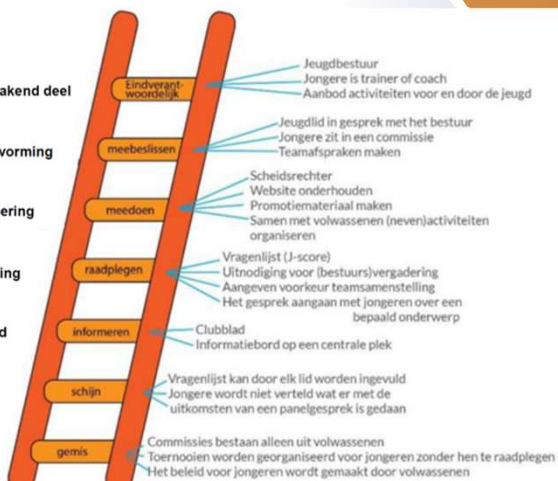 Jeugdbestuur
Jongere is trainer of coach
akend deel
Eindverant-
woordelijk
Aanbod activiteiten voor en door de jeugd
Jeugdlid in gesprek met het bestuur
vorming
meebeslissen
Jongere zit in een commissie
Teamafspraken maken
Scheidsrechter
Website onderhouden
ering
meedoen
Promotiemateriaal maken
Samen met volwassenen (neven)activiteiten
organiseren
Vragenlijst (J-score)
ing
raadplegen
Uitnodiging voor (bestuurs)vergadering
Aangeven voorkeur teamsamenstelling
Het gesprek aangaan met jongeren over een
bepaald onderwerp
d
informeren
Clubblad
Informatiebord op een centrale plek
schijn
Vragenlijst kan door elk lid worden ingevuld
Jongere wordt niet verteld wat er met de
uitkomsten van een panelgesprek is gedaan
gemis
Commissies bestaan alleen uit volwassenen
Toernooien worden georganiseerd voor jongeren zonder hen te raadplegen
Het beleid voor jongeren wordt gemaakt door volwassenen